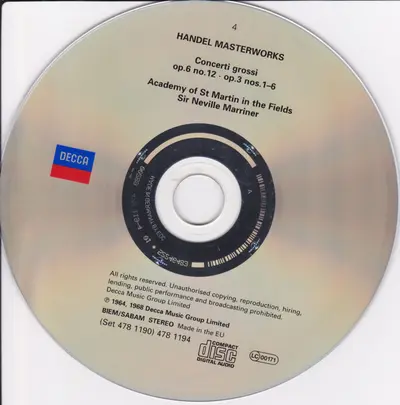 4
HANDEL MASTERWORKS
Concerti grossi
op.6 no.12 · op.3 nos.1–6
Academy of St Martin in the Fields
Sir Neville Marriner
DECCA
All rights reserved. Unauthorised copying, reproduction, hiring,
lending, public performance and broadcasting prohibited.
Decca Music Group Limited
℗ 1964, 1968 Decca Music Group Limited
BIEM/SABAM STEREO Made in the EU
(Set 478 1190) 478 1194
COMPACT
disc
DIGITAL AUDIO
LC 00171